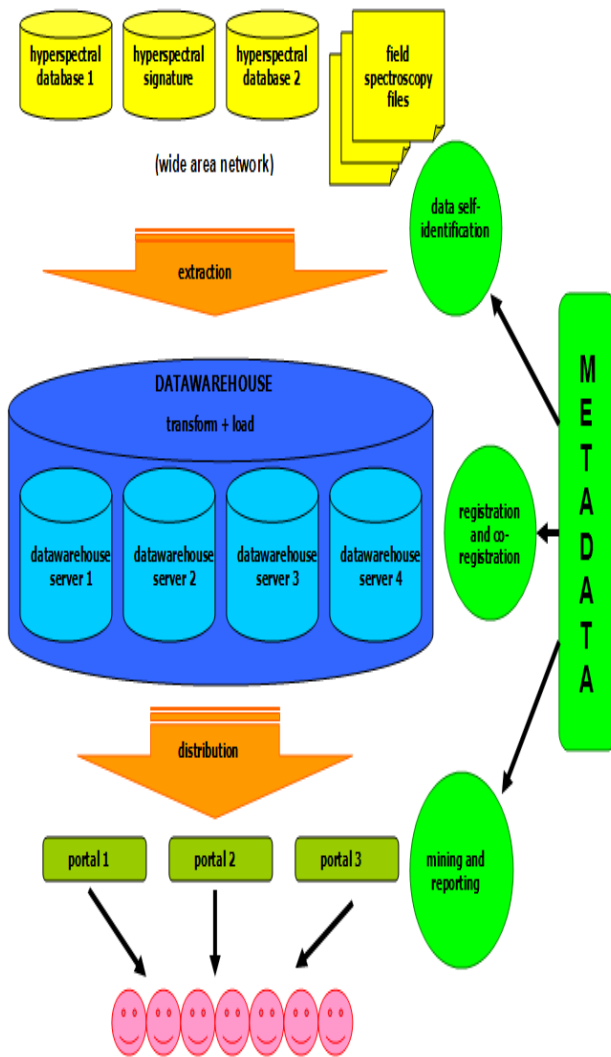 hyperspectral
database 1
hyperspectral
signature
hyperspectral
database 2
field
spectroscopy
files
(wide area network)
data self-
identification
extraction
DATAWAREHOUSE
transform + load
datawarehouse
server 1
datawarehouse
server 2
datawarehouse
server 3
datawarehouse
server 4
registration
and co-
registration
METADATA
distribution
portal 1
portal 2
portal 3
mining and
reporting